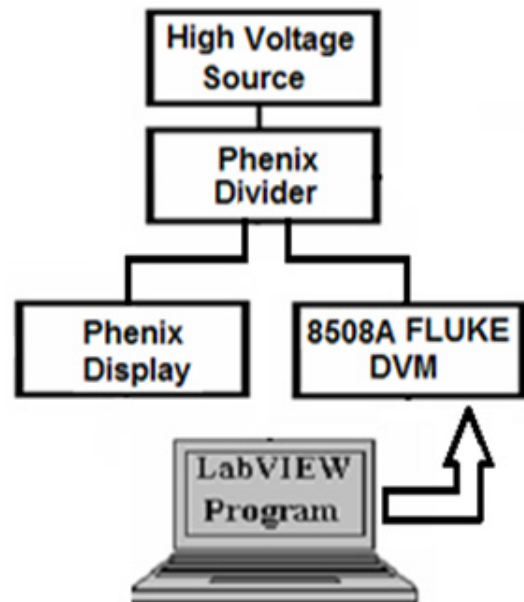 High Voltage
Source
Phenix
Divider
Phenix
Display
8508A FLUKE
DVM
LabVIEW
Program